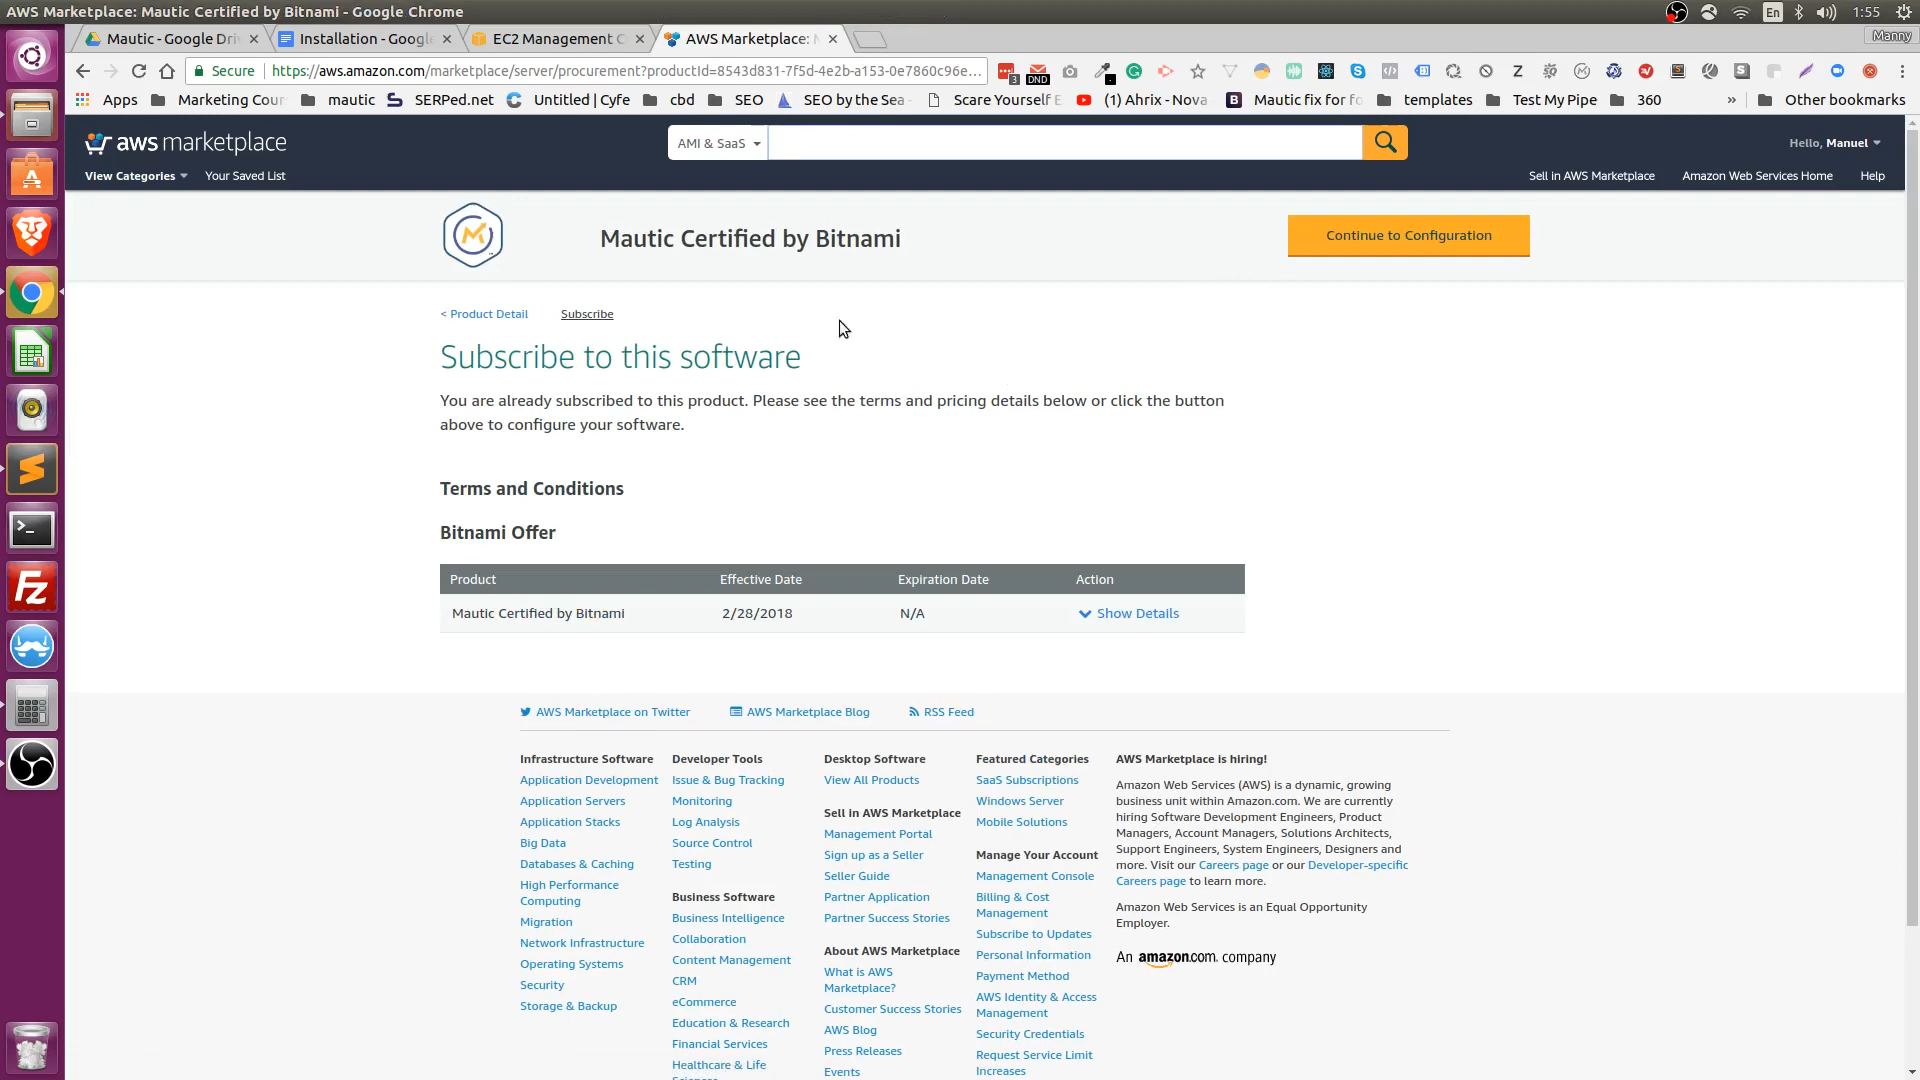 AWS Marketplace: Mautic Certified by Bitnami - Google Chrome
En
1:55
Mautic - Google Dri
Installation - Google
EC2 Management C
AWS Marketplace: M
Manny
Secure
https://aws.amazon.com/marketplace/server/procurement?productId=8543d831-7f5d-4e2b-a153-0e7860c96e...
3
DND
Apps
Marketing Cour
mautic
SERPed.net
Untitled | Cyfe
cbd
SEO
SEO by the Sea
Scare Yourself E
(1) Ahrix - Nova
Mautic fix for fo
templates
Test My Pipe
360
»
Other bookmarks
aws marketplace
AMI & SaaS
Hello, Manuel
View Categories
Your Saved List
Sell in AWS Marketplace
Amazon Web Services Home
Help
Mautic Certified by Bitnami
Continue to Configuration
< Product Detail
Subscribe
Subscribe to this software
You are already subscribed to this product. Please see the terms and pricing details below or click the button
above to configure your software.
Terms and Conditions
Bitnami Offer
Product
Effective Date
Expiration Date
Action
Mautic Certified by Bitnami
2/28/2018
N/A
Show Details
AWS Marketplace on Twitter
AWS Marketplace Blog
RSS Feed
Infrastructure Software
Application Development
Application Servers
Application Stacks
Big Data
Databases & Caching
High Performance
Computing
Migration
Network Infrastructure
Operating Systems
Security
Storage & Backup
Developer Tools
Issue & Bug Tracking
Monitoring
Log Analysis
Source Control
Testing
Business Software
Business Intelligence
Collaboration
Content Management
CRM
eCommerce
Education & Research
Financial Services
Healthcare & Life
Desktop Software
View All Products
Sell in AWS Marketplace
Management Portal
Sign up as a Seller
Seller Guide
Partner Application
Partner Success Stories
About AWS Marketplace
What is AWS
Marketplace?
Customer Success Stories
AWS Blog
Press Releases
Events
Featured Categories
SaaS Subscriptions
Windows Server
Mobile Solutions
Manage Your Account
Management Console
Billing & Cost
Management
Subscribe to Updates
Personal Information
Payment Method
AWS Identity & Access
Management
Security Credentials
Request Service Limit
Increases
AWS Marketplace is hiring!
Amazon Web Services (AWS) is a dynamic, growing
business unit within Amazon.com. We are currently
hiring Software Development Engineers, Product
Managers, Account Managers, Solutions Architects,
Support Engineers, System Engineers, Designers and
more. Visit our Careers page or our Developer-specific
Careers page to learn more.
Amazon Web Services is an Equal Opportunity
Employer.
An amazon.com company